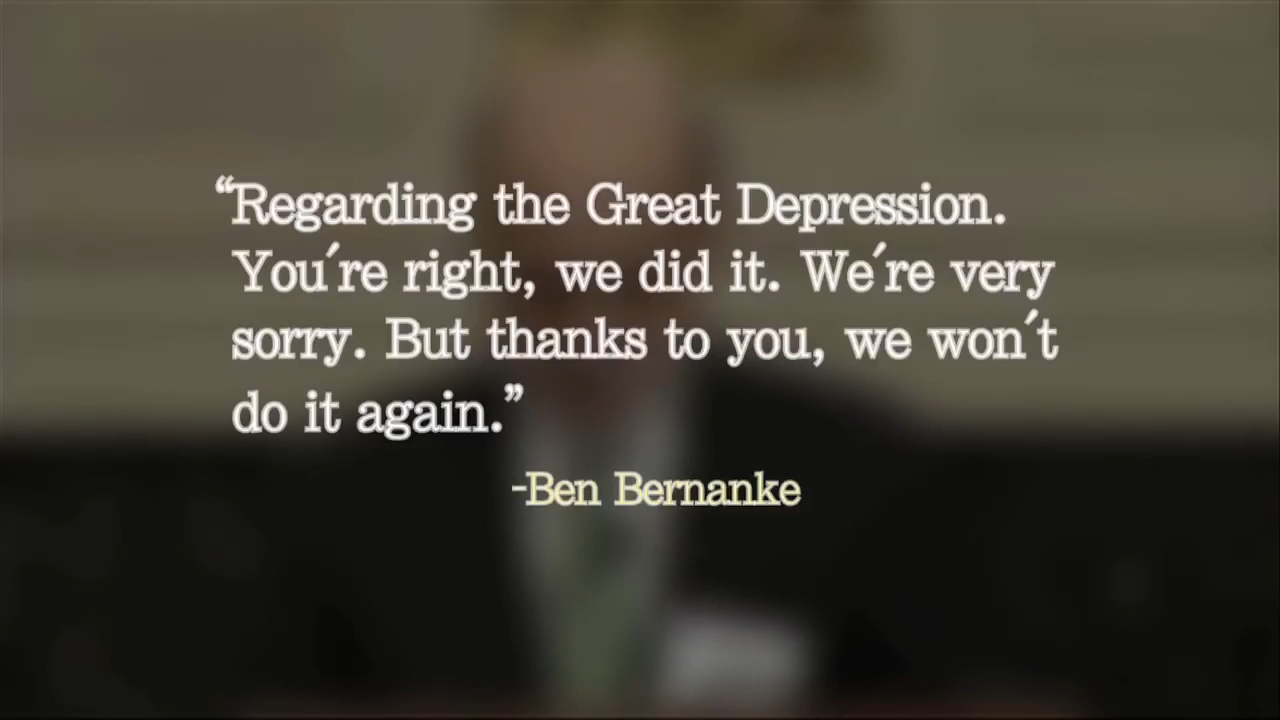 “Regarding the Great Depression.
You´re right, we did it. We´re very
sorry. But thanks to you, we won´t
do it again.”
-Ben Bernanke